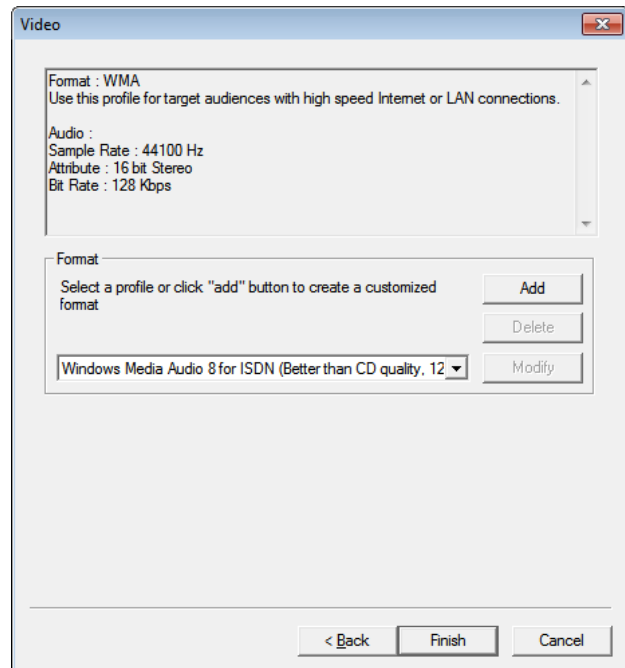 Video
Format : WMA
Use this profile for target audiences with high speed Internet or LAN connections.
Audio :
Sample Rate : 44100 Hz
Attribute : 16 bit Stereo
Bit Rate : 128 Kbps
Format
Select a profile or click "add" button to create a customized
format
Add
Delete
Windows Media Audio 8 for ISDN (Better than CD quality, 12
Modify
< Back
Finish
Cancel